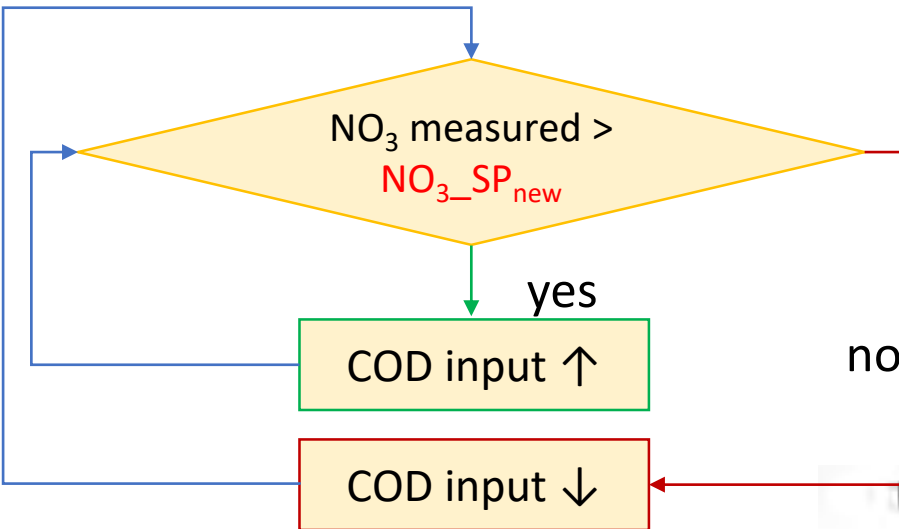 NO₃ measured >
NO₃_SPnew
yes
COD input ↑
no
COD input ↓